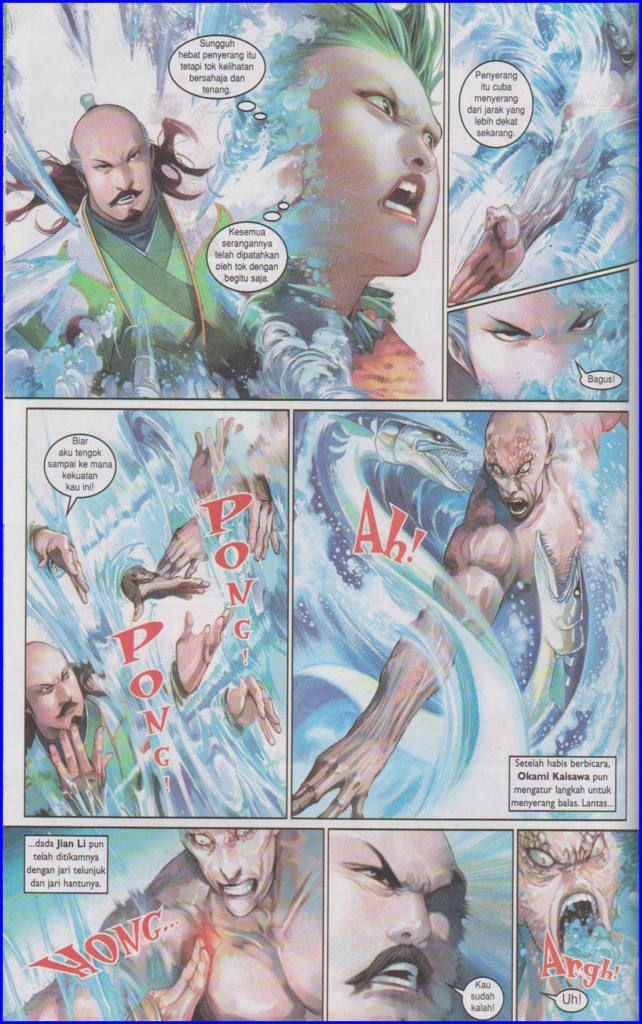 Sungguh
hebat penyerang itu
tetapi tok kelihatan
bersahaja dan
tenang.
Kesemua
serangannya
telah dipatahkan
oleh tok dengan
begitu saja.
Penyerang
itu cuba
menyerang
dari jarak yang
lebih dekat
sekarang.
Bagus!
Biar
aku tengok
sampai ke mana
kekuatan
kau ini!
PONG!
PONG!
Ah!
Setelah habis berbicara,
Okami Kaisawa pun
mengatur langkah untuk
menyerang balas. Lantas...
...dada Jian Li pun
telah ditikamnya
dengan jari telunjuk
dan jari hantunya.
HONG...
Kau
sudah
kalah!
Argh!
Uh!